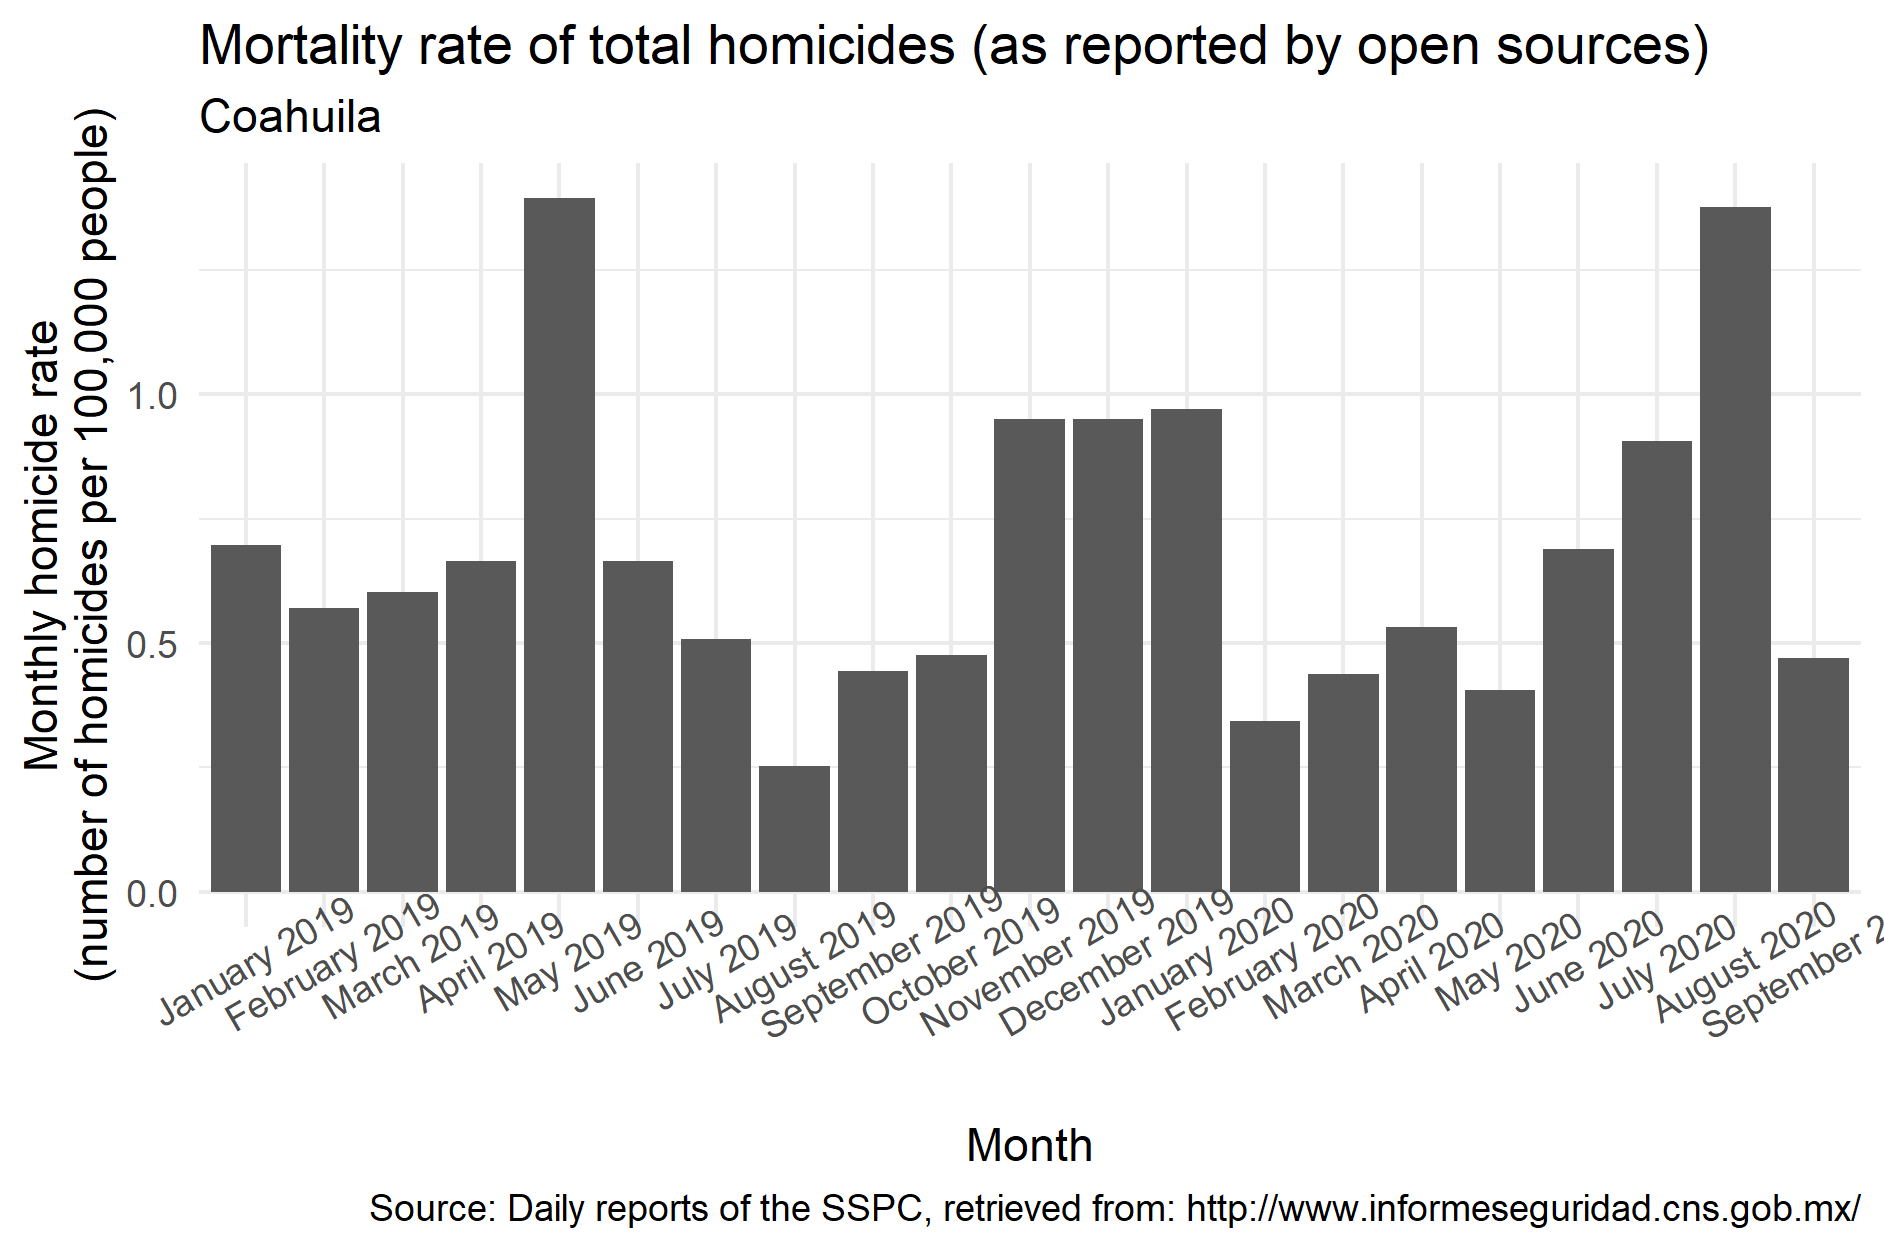 Mortality rate of total homicides (as reported by open sources)
Coahuila
Monthly homicide rate
(number of homicides per 100,000 people)
1.0
0.5
0.0
January 2019
February 2019
March 2019
April 2019
May 2019
June 2019
July 2019
August 2019
September 2019
October 2019
November 2019
December 2019
January 2020
February 2020
March 2020
April 2020
May 2020
June 2020
July 2020
August 2020
September 2
Month
Source: Daily reports of the SSPC, retrieved from: http://www.informeseguridad.cns.gob.mx/